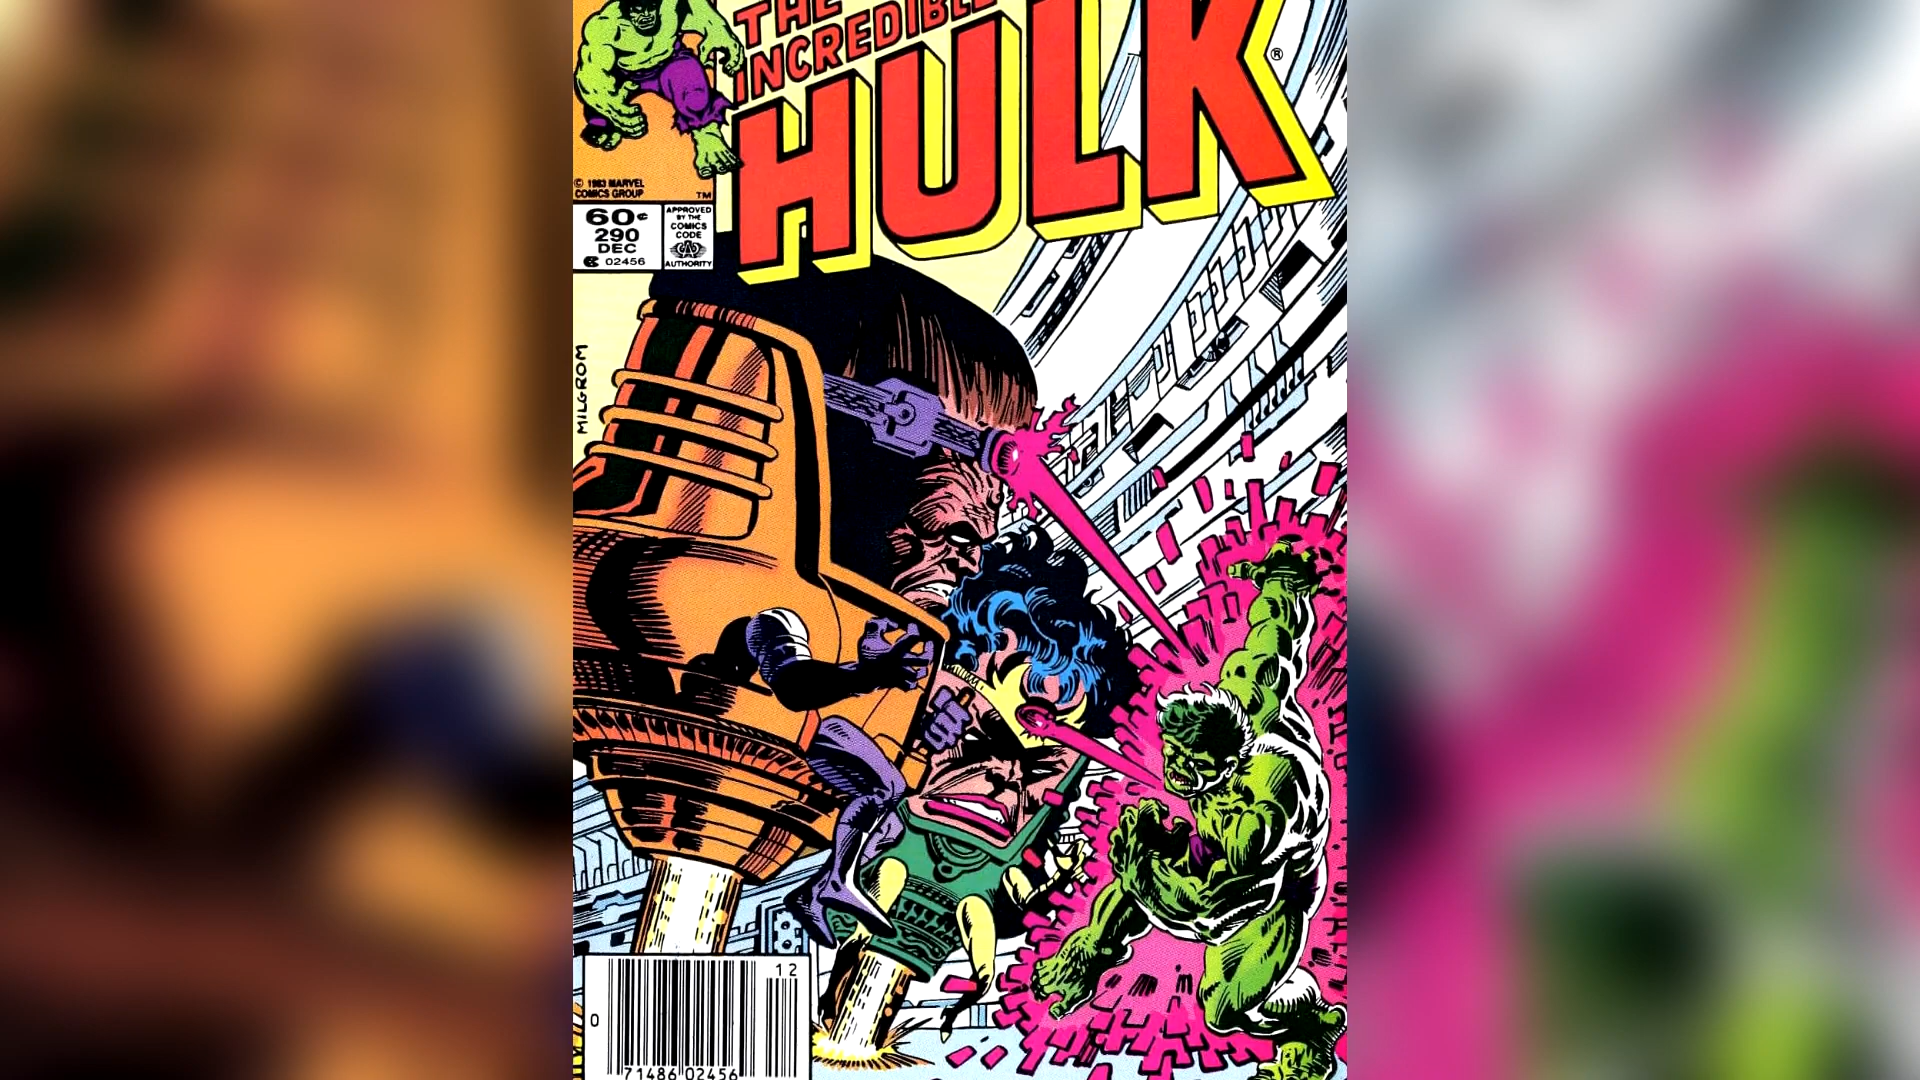 THE
INCREDIBLE
HULK
®
© 1983 MARVEL
COMICS GROUP
TM
60¢
290
DEC
02456
APPROVED
BY THE
COMICS
CODE
AUTHORITY
MILGROM
12
0
71486 02456